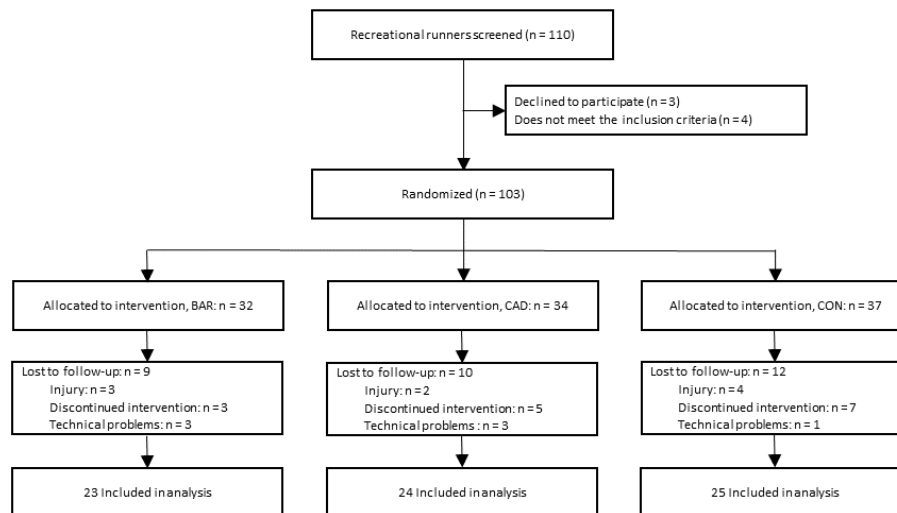 Recreational runners screened (n = 110)
Declined to participate (n = 3)
Does not meet the inclusion criteria (n = 4)
Randomized (n = 103)
Allocated to intervention, BAR: n = 32
Allocated to intervention, CAD: n = 34
Allocated to intervention, CON: n = 37
Lost to follow-up: n = 9
Injury: n = 3
Discontinued intervention: n = 3
Technical problems: n = 3
Lost to follow-up: n = 10
Injury: n = 2
Discontinued intervention: n = 5
Technical problems : n = 3
Lost to follow-up: n = 12
Injury: n = 4
Discontinued intervention: n = 7
Technical problems: n = 1
23 Included in analysis
24 Included in analysis
25 Included in analysis